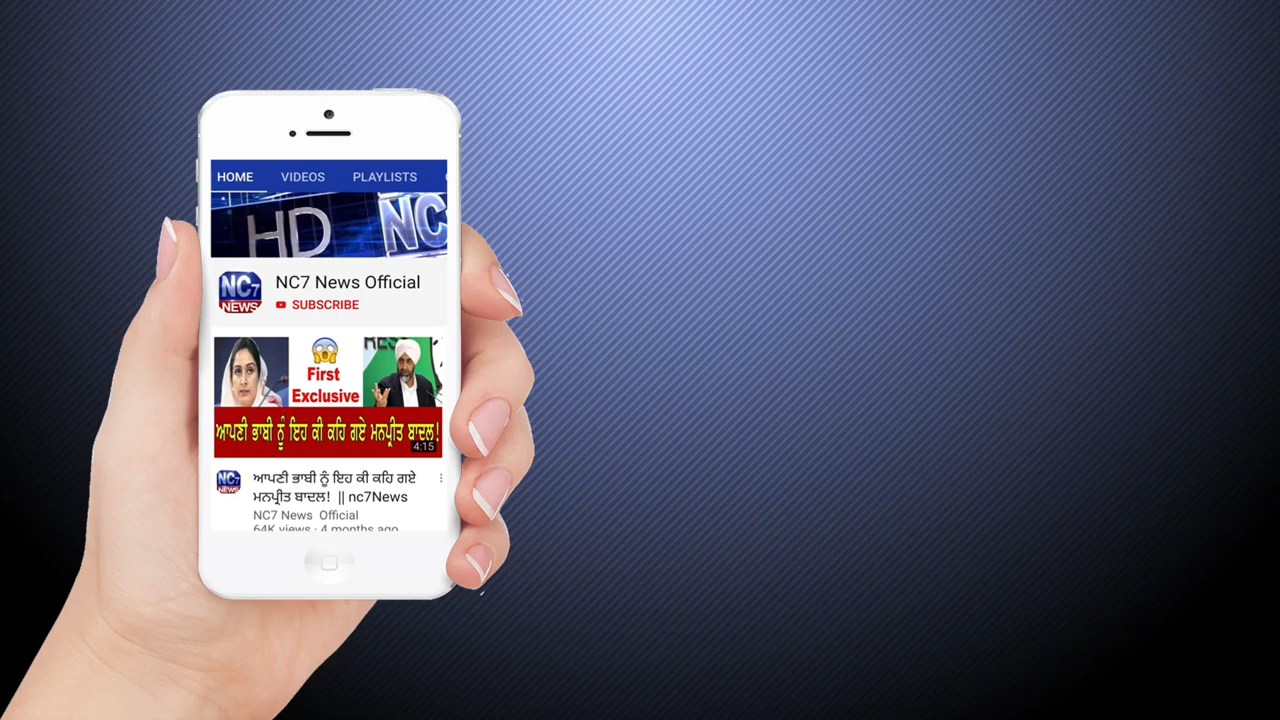 HOME VIDEOS PLAYLISTS
HD NC
NC7 NEWS
NC7 News Official
SUBSCRIBE
First
Exclusive
ਆਪਣੀ ਭਾਬੀ ਨੂੰ ਇਹ ਕੀ ਕਹਿ ਗਏ ਮਨਪ੍ਰੀਤ ਬਾਦਲ!
4:15
NC7 NEWS
ਆਪਣੀ ਭਾਬੀ ਨੂੰ ਇਹ ਕੀ ਕਹਿ ਗਏ
ਮਨਪ੍ਰੀਤ ਬਾਦਲ! || nc7News
NC7 News Official
64K views · 4 months ago